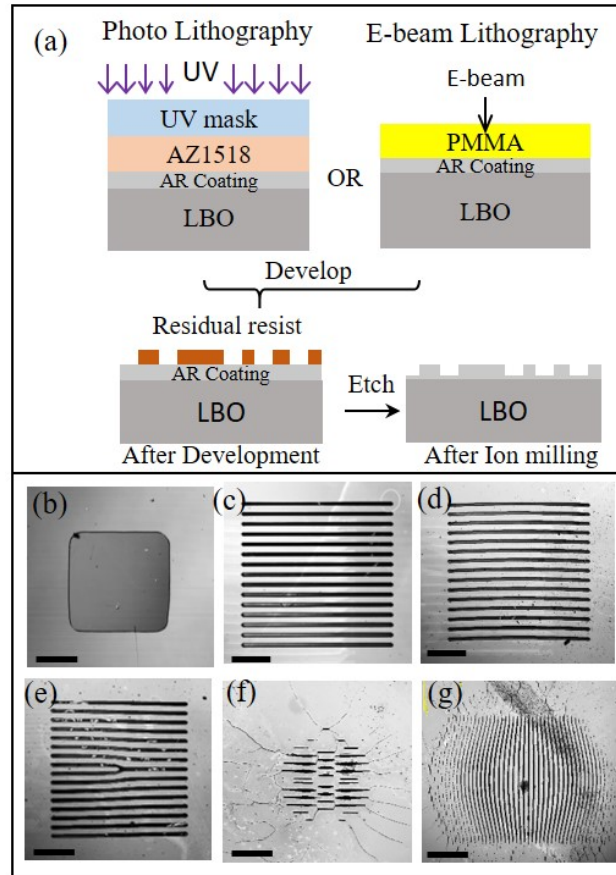 (a) Photo Lithography E-beam Lithography
UV
E-beam
UV mask
PMMA
AZ1518
AR Coating
AR Coating
OR
LBO
LBO
Develop
Residual resist
AR Coating
Etch
LBO
LBO
After Development
After Ion milling
(b)
(c)
(d)
(e)
(f)
(g)